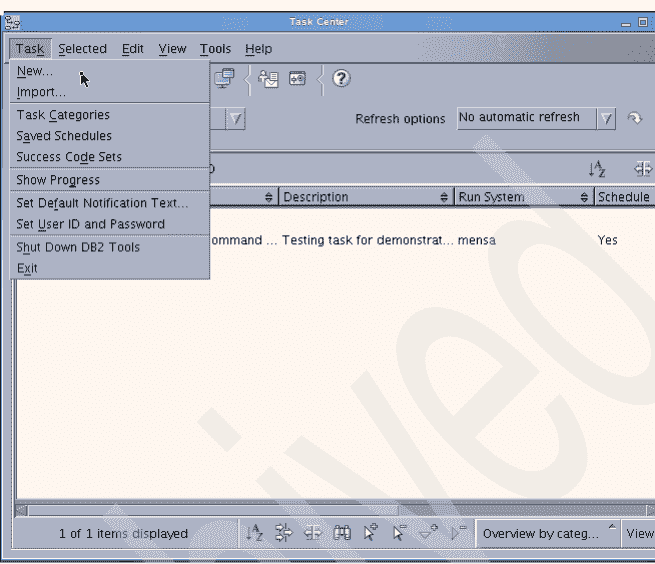 Task Center
Task Selected Edit View Tools Help
New...
Import...
Task Categories
Refresh options No automatic refresh
Saved Schedules
Success Code Sets
Show Progress
Description Run System Schedule
Set Default Notification Text...
Set User ID and Password
ommand ... Testing task for demonstrat... mensa Yes
Shut Down DB2 Tools
Exit
1 of 1 items displayed Overview by categ... View
hived